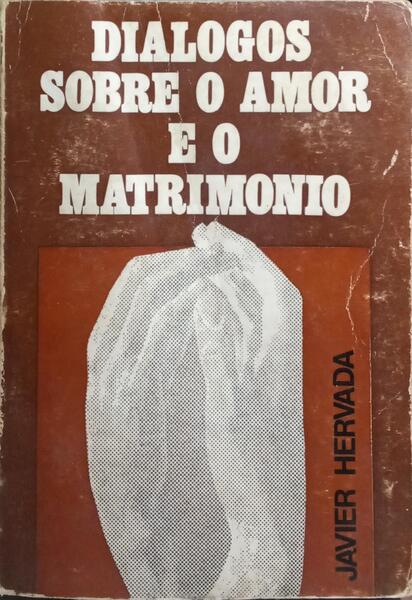 DIALOGOS
SOBRE O AMOR
E O
MATRIMONIO
JAVIER HERVADA